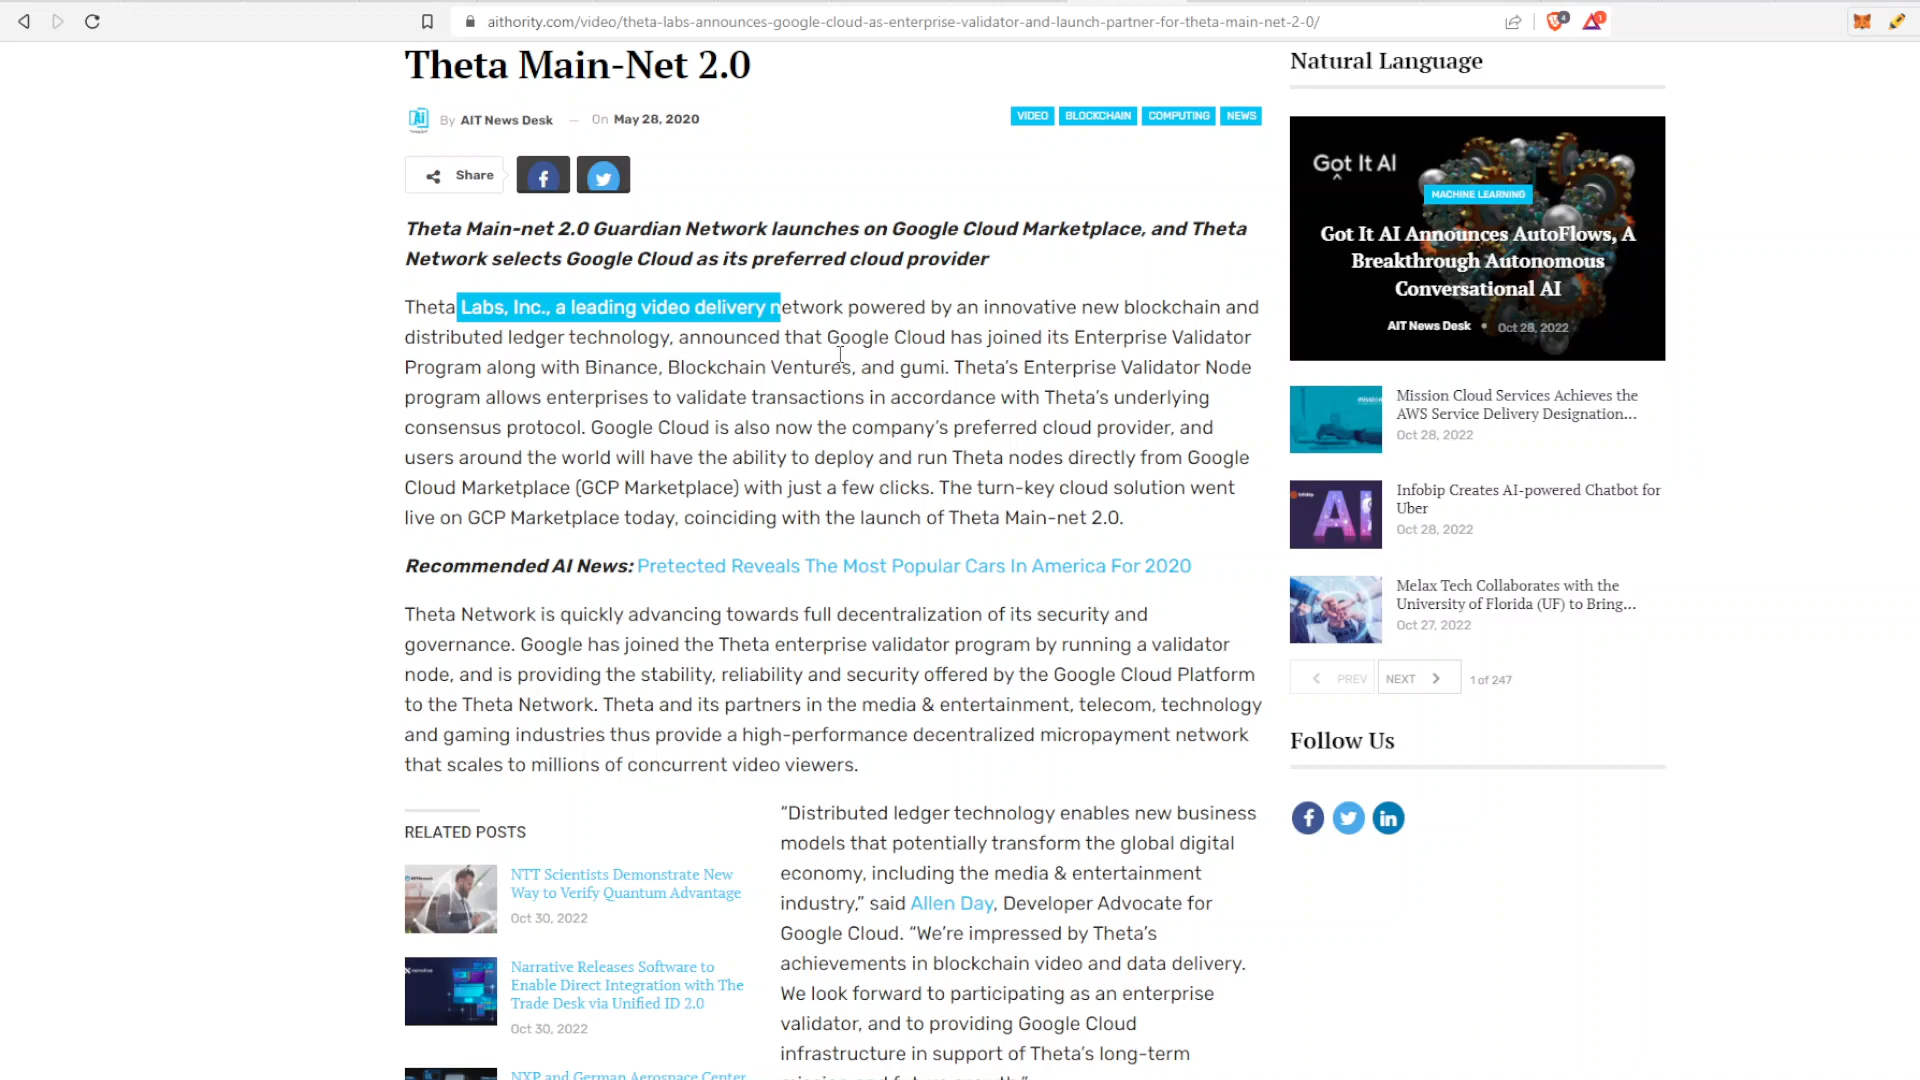 aithority.com/video/theta-labs-announces-google-cloud-as-enterprise-validator-and-launch-partner-for-theta-main-net-2-0/
4
1
Theta Main-Net 2.0
By AIT News Desk — On May 28, 2020
VIDEO BLOCKCHAIN COMPUTING NEWS
Share
Theta Main-net 2.0 Guardian Network launches on Google Cloud Marketplace, and Theta
Network selects Google Cloud as its preferred cloud provider
Theta Labs, Inc., a leading video delivery network powered by an innovative new blockchain and
distributed ledger technology, announced that Google Cloud has joined its Enterprise Validator
Program along with Binance, Blockchain Ventures, and gumi. Theta’s Enterprise Validator Node
program allows enterprises to validate transactions in accordance with Theta’s underlying
consensus protocol. Google Cloud is also now the company’s preferred cloud provider, and
users around the world will have the ability to deploy and run Theta nodes directly from Google
Cloud Marketplace (GCP Marketplace) with just a few clicks. The turn-key cloud solution went
live on GCP Marketplace today, coinciding with the launch of Theta Main-net 2.0.
Recommended AI News: Pretected Reveals The Most Popular Cars In America For 2020
Theta Network is quickly advancing towards full decentralization of its security and
governance. Google has joined the Theta enterprise validator program by running a validator
node, and is providing the stability, reliability and security offered by the Google Cloud Platform
to the Theta Network. Theta and its partners in the media & entertainment, telecom, technology
and gaming industries thus provide a high-performance decentralized micropayment network
that scales to millions of concurrent video viewers.
RELATED POSTS
NTT Scientists Demonstrate New
Way to Verify Quantum Advantage
Oct 30, 2022
Narrative Releases Software to
Enable Direct Integration with The
Trade Desk via Unified ID 2.0
Oct 30, 2022
NXP and German Aerospace Center
“Distributed ledger technology enables new business
models that potentially transform the global digital
economy, including the media & entertainment
industry,” said Allen Day, Developer Advocate for
Google Cloud. “We’re impressed by Theta’s
achievements in blockchain video and data delivery.
We look forward to participating as an enterprise
validator, and to providing Google Cloud
infrastructure in support of Theta’s long-term
mission and future growth.”
Natural Language
Got It AI
MACHINE LEARNING
Got It AI Announces AutoFlows, A
Breakthrough Autonomous
Conversational AI
AIT News Desk • Oct 28, 2022
mission
Mission Cloud Services Achieves the
AWS Service Delivery Designation...
Oct 28, 2022
AI
Infobip Creates AI-powered Chatbot for
Uber
Oct 28, 2022
Melax Tech Collaborates with the
University of Florida (UF) to Bring...
Oct 27, 2022
PREV NEXT 1 of 247
Follow Us